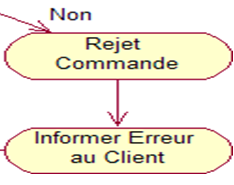 Non
Rejet
Commande
Informer Erreur
au Client